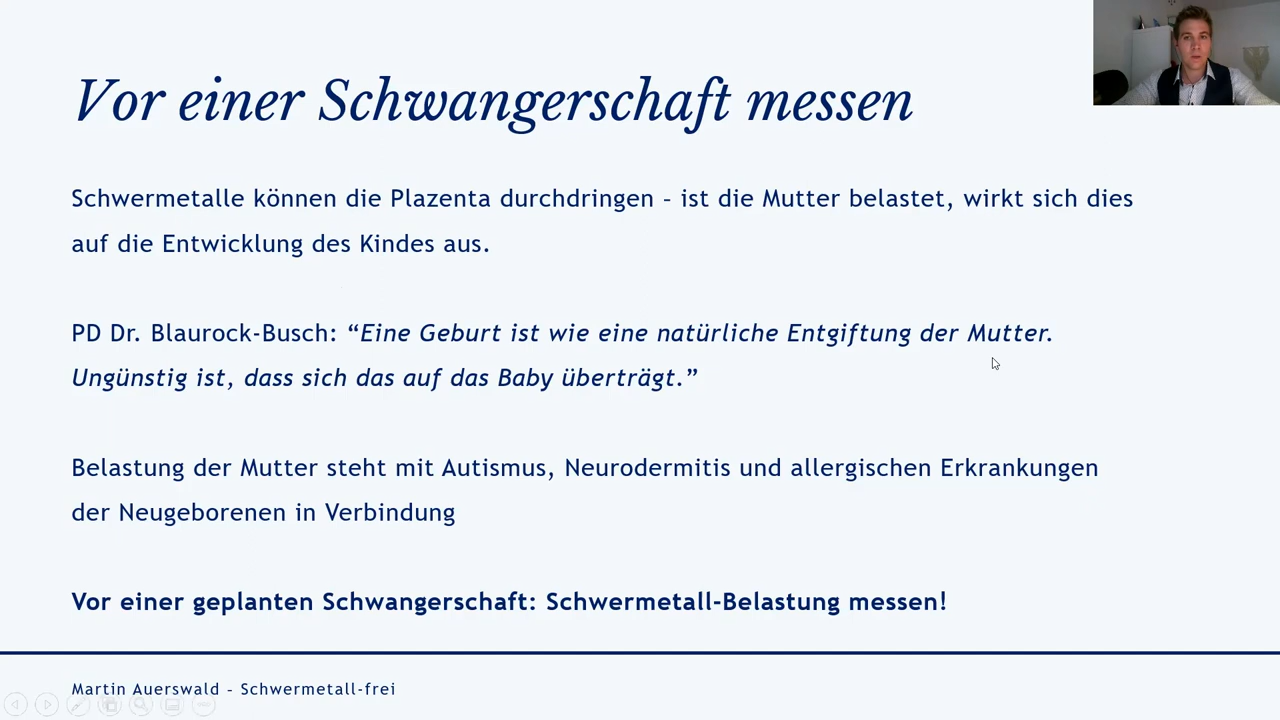 Vor einer Schwangerschaft messen
Schwermetalle können die Plazenta durchdringen – ist die Mutter belastet, wirkt sich dies
auf die Entwicklung des Kindes aus.
PD Dr. Blaurock-Busch: “Eine Geburt ist wie eine natürliche Entgiftung der Mutter.
Ungünstig ist, dass sich das auf das Baby überträgt.”
Belastung der Mutter steht mit Autismus, Neurodermitis und allergischen Erkrankungen
der Neugeborenen in Verbindung
Vor einer geplanten Schwangerschaft: Schwermetall-Belastung messen!
Martin Auerswald – Schwermetall-frei